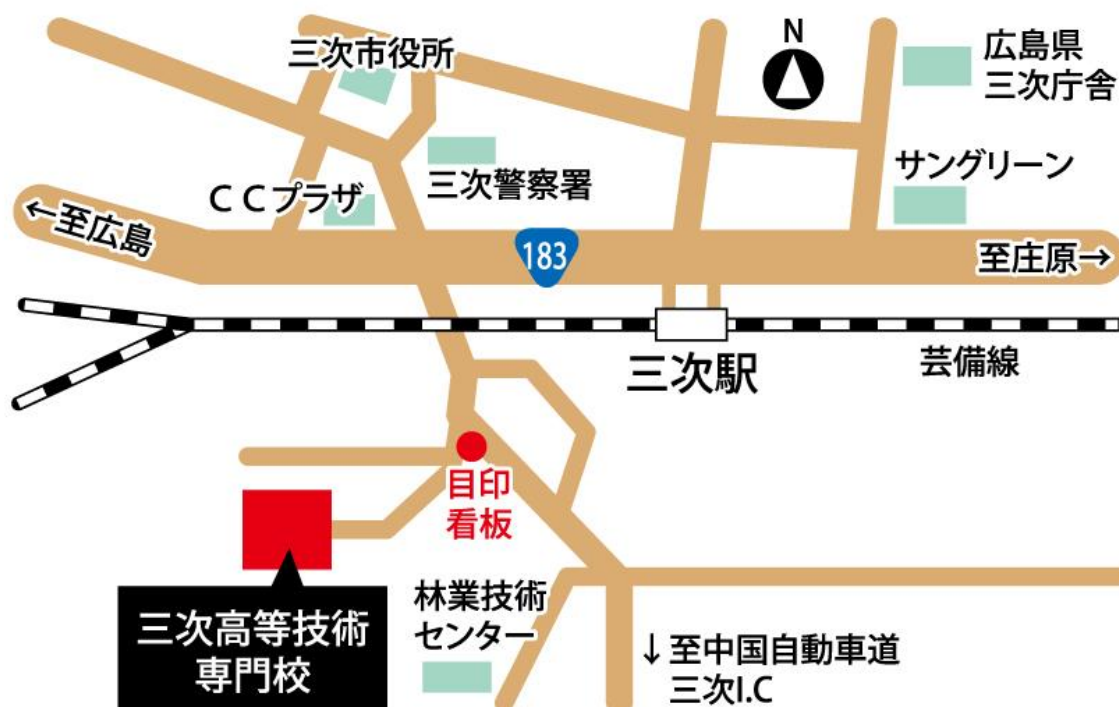 N
三次市役所
広島県
三次庁舎
サングリーン
三次警察署
ＣＣプラザ
←至広島
183
至庄原→
三次駅
芸備線
目印
看板
三次高等技術
専門校
林業技術
センター
↓至中国自動車道
三次I.C